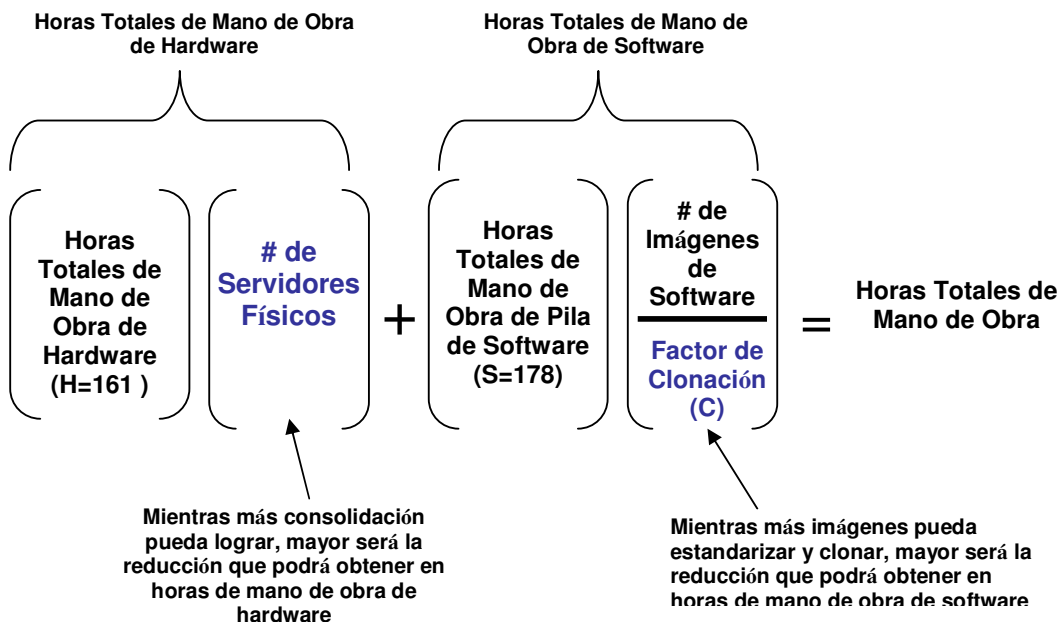 Horas Totales de Mano de Obra
de Hardware
Horas Totales de Mano de
Obra de Software
Horas
Totales de
Mano de
Obra de
Hardware
(H=161 )
# de
Servidores
Físicos
+
Horas
Totales de
Mano de
Obra de Pila
de Software
(S=178)
# de
Imágenes
de
Software
Factor de
Clonación
(C)
=
Horas Totales de
Mano de Obra
Mientras más consolidación
pueda lograr, mayor será la
reducción que podrá obtener en
horas de mano de obra de
hardware
Mientras más imágenes pueda
estandarizar y clonar, mayor será la
reducción que podrá obtener en
horas de mano de obra de software